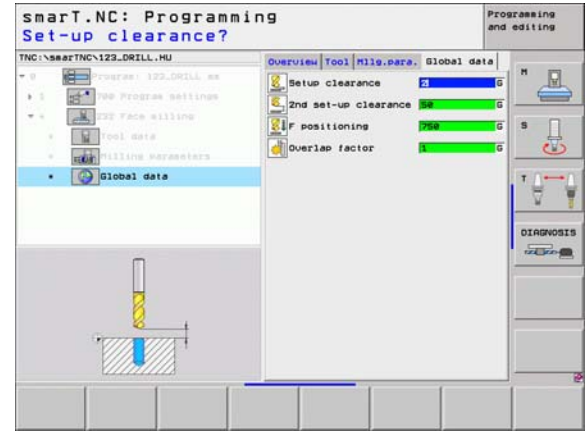 smarT.NC: Programming
Programming and editing
Set-up clearance?
TNC:\smarTNC\123_DRILL.HU
Overview Tool Mllg.para. Global data
0 Program: 123_DRILL mm
1 700 Program settings
232 Face milling
Tool data
Milling parameters
Global data
Setup clearance 2 G
2nd set-up clearance 50 G
F positioning 750 G
Overlap factor 1 G
M
S
T
DIAGNOSIS